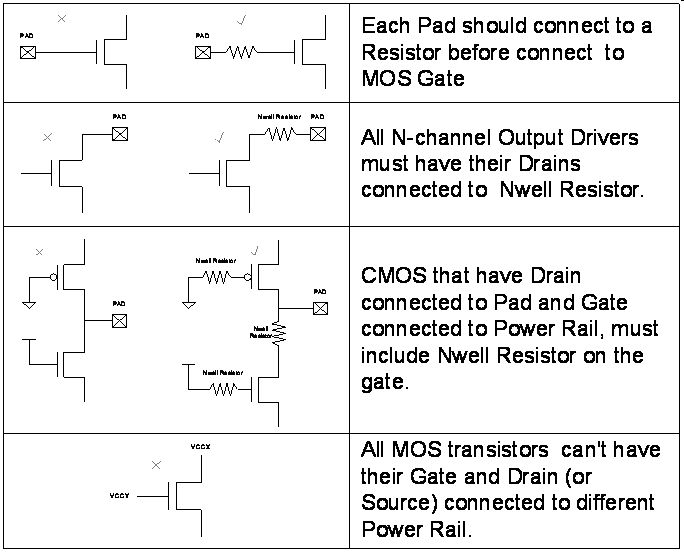 PAD
PAD
Each Pad should connect to a
Resistor before connect to
MOS Gate
PAD
Nwell Resistor
PAD
All N-channel Output Drivers
must have their Drains
connected to Nwell Resistor.
PAD
Nwell Resistor
PAD
Nwell
Resistor
Nwell Resistor
CMOS that have Drain
connected to Pad and Gate
connected to Power Rail, must
include Nwell Resistor on the
gate.
VCCX
VCCY
All MOS transistors can't have
their Gate and Drain (or
Source) connected to different
Power Rail.